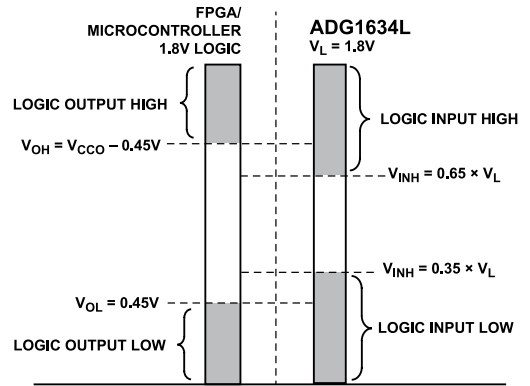 FPGA/
MICROCONTROLLER
1.8V LOGIC
ADG1634L
V_L = 1.8V
LOGIC OUTPUT HIGH
LOGIC INPUT HIGH
V_OH = V_CCO – 0.45V
V_INH = 0.65 × V_L
V_INH = 0.35 × V_L
V_OL = 0.45V
LOGIC OUTPUT LOW
LOGIC INPUT LOW